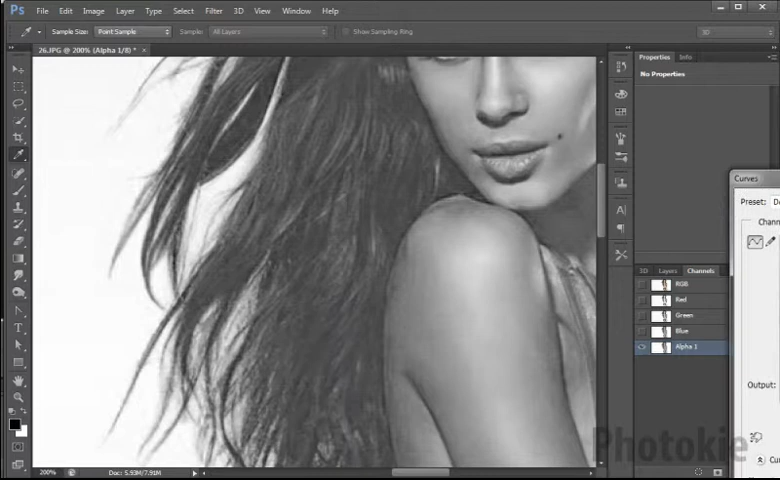 Ps File Edit Image Layer Type Select Filter 3D View Window Help
Sample Size: Point Sample Sample: All Layers Show Sampling Ring 3D
26.JPG @ 200% (Alpha 1/8) * ×
Properties Info
No Properties
Curves
Preset:
3D Layers Channels
RGB
Red
Green
Blue
Alpha 1
Output:
A|
T
Photokie
200% Doc: 5.93M/7.91M